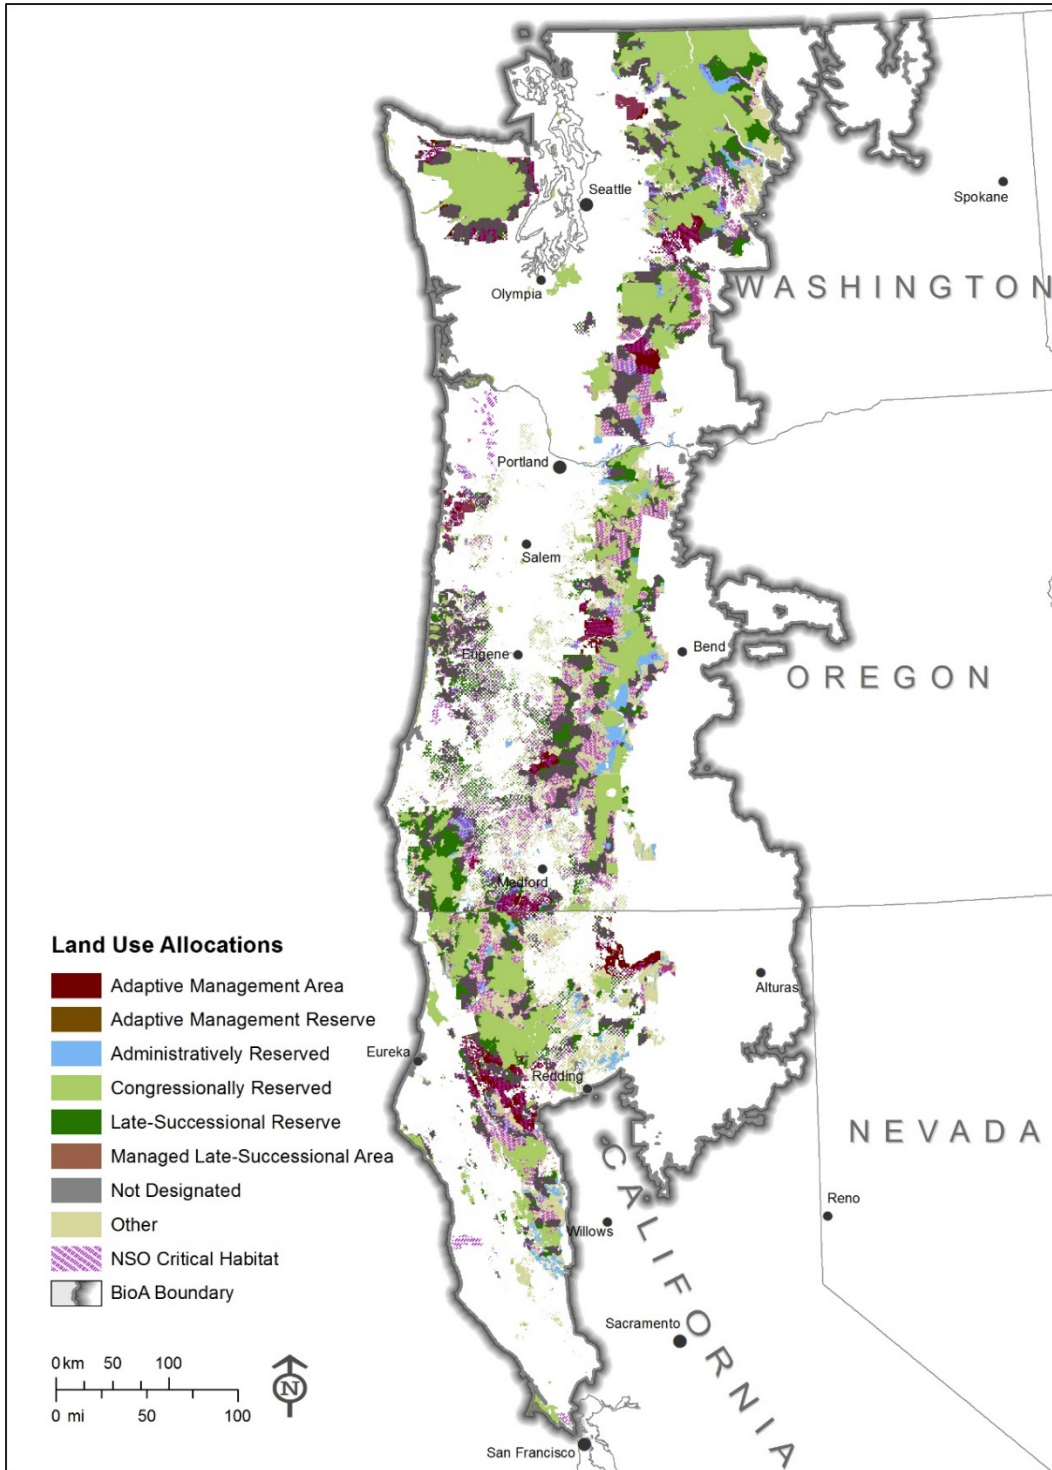 Seattle
Spokane
Olympia
WASHINGTON
Portland
Salem
Eugene
Bend
OREGON
Medford
Land Use Allocations
Adaptive Management Area
Adaptive Management Reserve
Administratively Reserved
Congressionally Reserved
Late-Successional Reserve
Managed Late-Successional Area
Not Designated
Other
NSO Critical Habitat
BioA Boundary
Alturas
Eureka
Redding
NEVADA
CALIFORNIA
Reno
Willows
Sacramento
0 km 50 100
N
0 mi 50 100
San Francisco